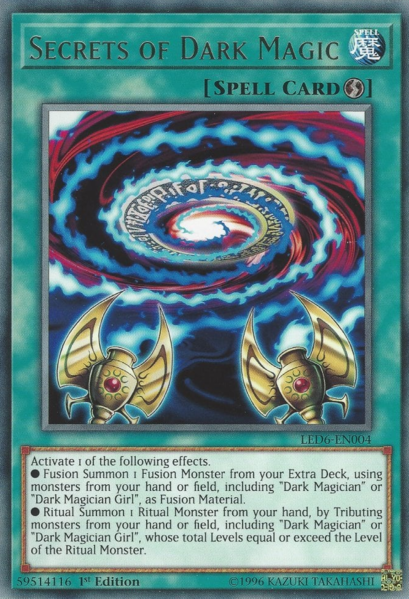 SECRETS OF DARK MAGIC
SPELL
魔
[SPELL CARD]
LED6-EN004
Activate 1 of the following effects.
● Fusion Summon 1 Fusion Monster from your Extra Deck, using
monsters from your hand or field, including "Dark Magician" or
"Dark Magician Girl", as Fusion Material.
● Ritual Summon 1 Ritual Monster from your hand, by Tributing
monsters from your hand or field, including "Dark Magician" or
"Dark Magician Girl", whose total Levels equal or exceed the Level
of the Ritual Monster.
59514116 1st Edition ©1996 KAZUKI TAKAHASHI